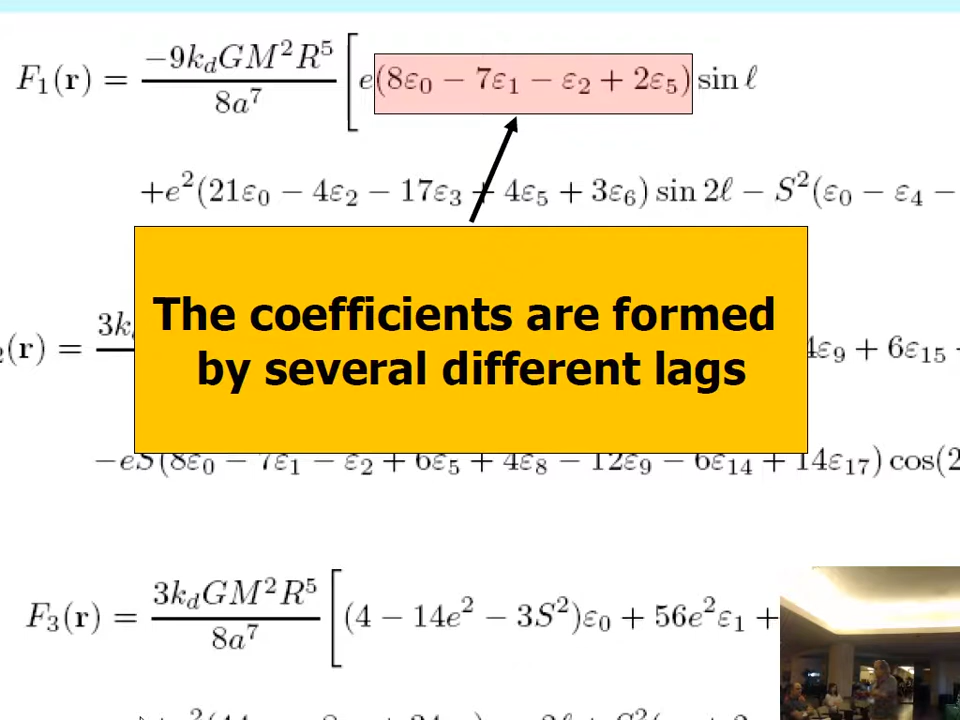 F₁(r) = −9k_dGM²R⁵ / 8a⁷ [ e(8ε₀ − 7ε₁ − ε₂ + 2ε₅) sin ℓ
+e²(21ε₀ − 4ε₂ − 17ε₃ + 4ε₅ + 3ε₆) sin 2ℓ − S²(ε₀ − ε₄ −
The coefficients are formed
by several different lags
₂(r) = 3k 4ε₉ + 6ε₁₅
−eS(8ε₀ − 7ε₁ − ε₂ + 6ε₅ + 4ε₈ − 12ε₉ − 6ε₁₄ + 14ε₁₇) cos(2
F₃(r) = 3k_dGM²R⁵ / 8a⁷ [ (4 − 14e² − 3S²)ε₀ + 56e²ε₁ +